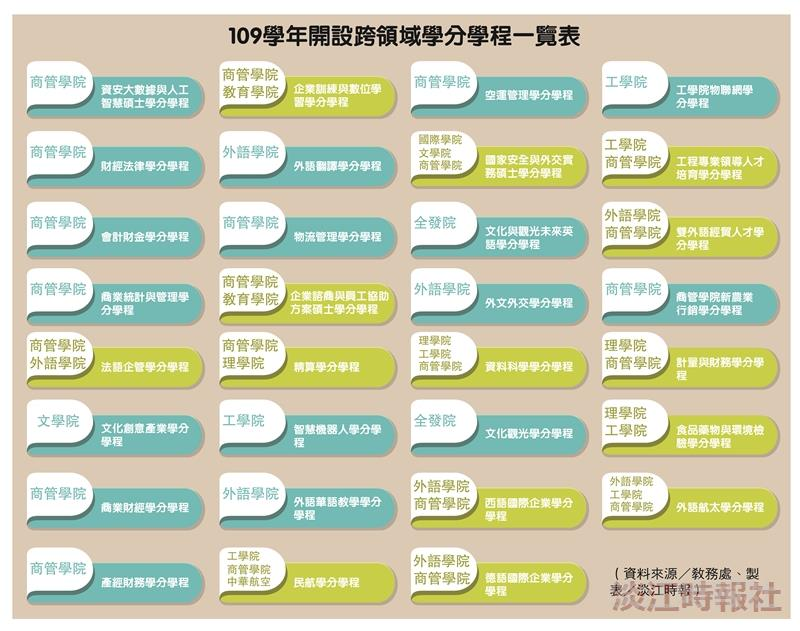 109學年開設跨領域學分學程一覽表
商管學院
資安大數據與人工
智慧碩士學分學程
商管學院
教育學院
企業訓練與數位學
習學分學程
商管學院
空運管理學分學程
工學院
工學院物聯網學
分學程
商管學院
財經法律學分學程
外語學院
外語翻譯學分學程
國際學院
文學院
商管學院
國家安全與外交實
務碩士學分學程
工學院
商管學院
工程專業領導人才
培育學分學程
商管學院
會計財金學分學程
商管學院
物流管理學分學程
全發院
文化與觀光未來英
語學分學程
外語學院
商管學院
雙外語經貿人才學
分學程
商管學院
商業統計與管理學
分學程
商管學院
教育學院
企業諮商與員工協助
方案碩士學分學程
外語學院
外文外交學分學程
商管學院
商管學院新農業
行銷學分學程
商管學院
外語學院
法語企管學分學程
商管學院
理學院
精算學分學程
理學院
工學院
商管學院
資料科學學分學程
理學院
商管學院
計量與財務學分學
程
文學院
文化創意產業學分
學程
工學院
智慧機器人學分學
程
全發院
文化觀光學分學程
理學院
工學院
食品藥物與環境檢
驗學分學程
商管學院
商業財經學分學程
外語學院
外語華語教學學分
學程
外語學院
商管學院
西語國際企業學分
學程
外語學院
工學院
商管學院
外語航太學分學程
商管學院
產經財務學分學程
工學院
商管學院
中華航空
民航學分學程
外語學院
商管學院
德語國際企業學分
學程
（資料來源／教務處、製
表／淡江時報）
淡江時報社